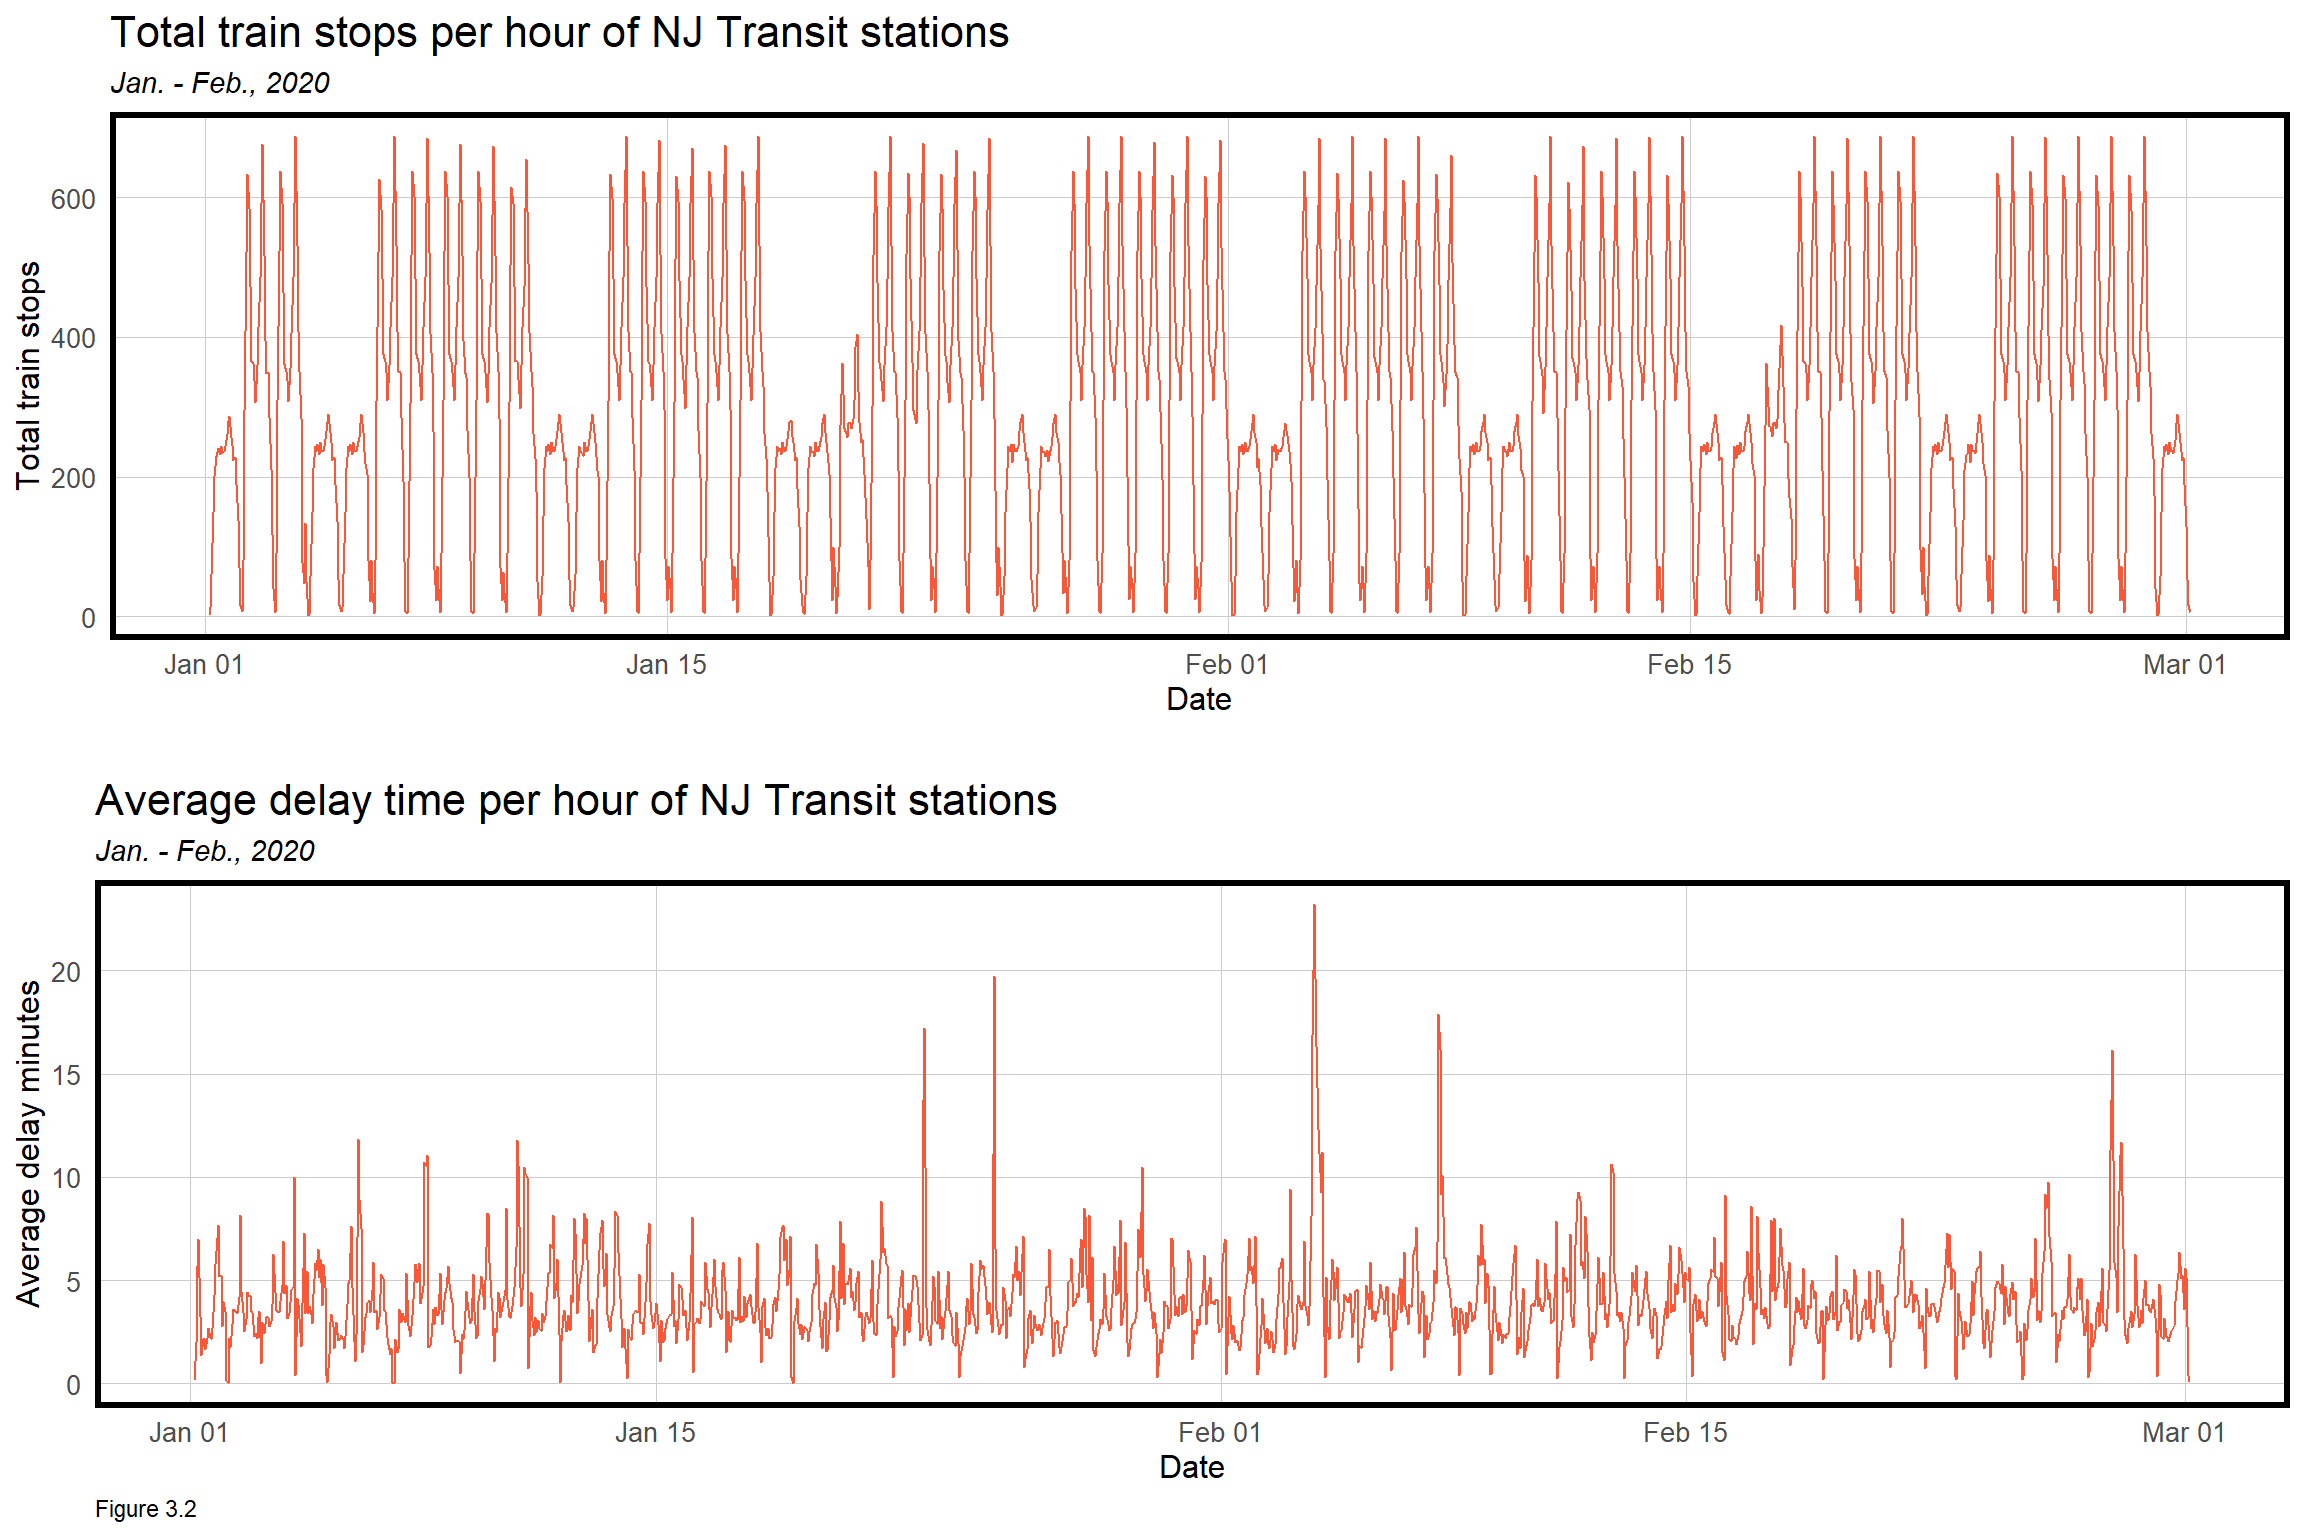 Total train stops per hour of NJ Transit stations
Jan. - Feb., 2020
Total train stops
600
400
200
0
Jan 01 Jan 15 Feb 01 Feb 15 Mar 01
Date
Average delay time per hour of NJ Transit stations
Jan. - Feb., 2020
Average delay minutes
20
15
10
5
0
Jan 01 Jan 15 Feb 01 Feb 15 Mar 01
Date
Figure 3.2